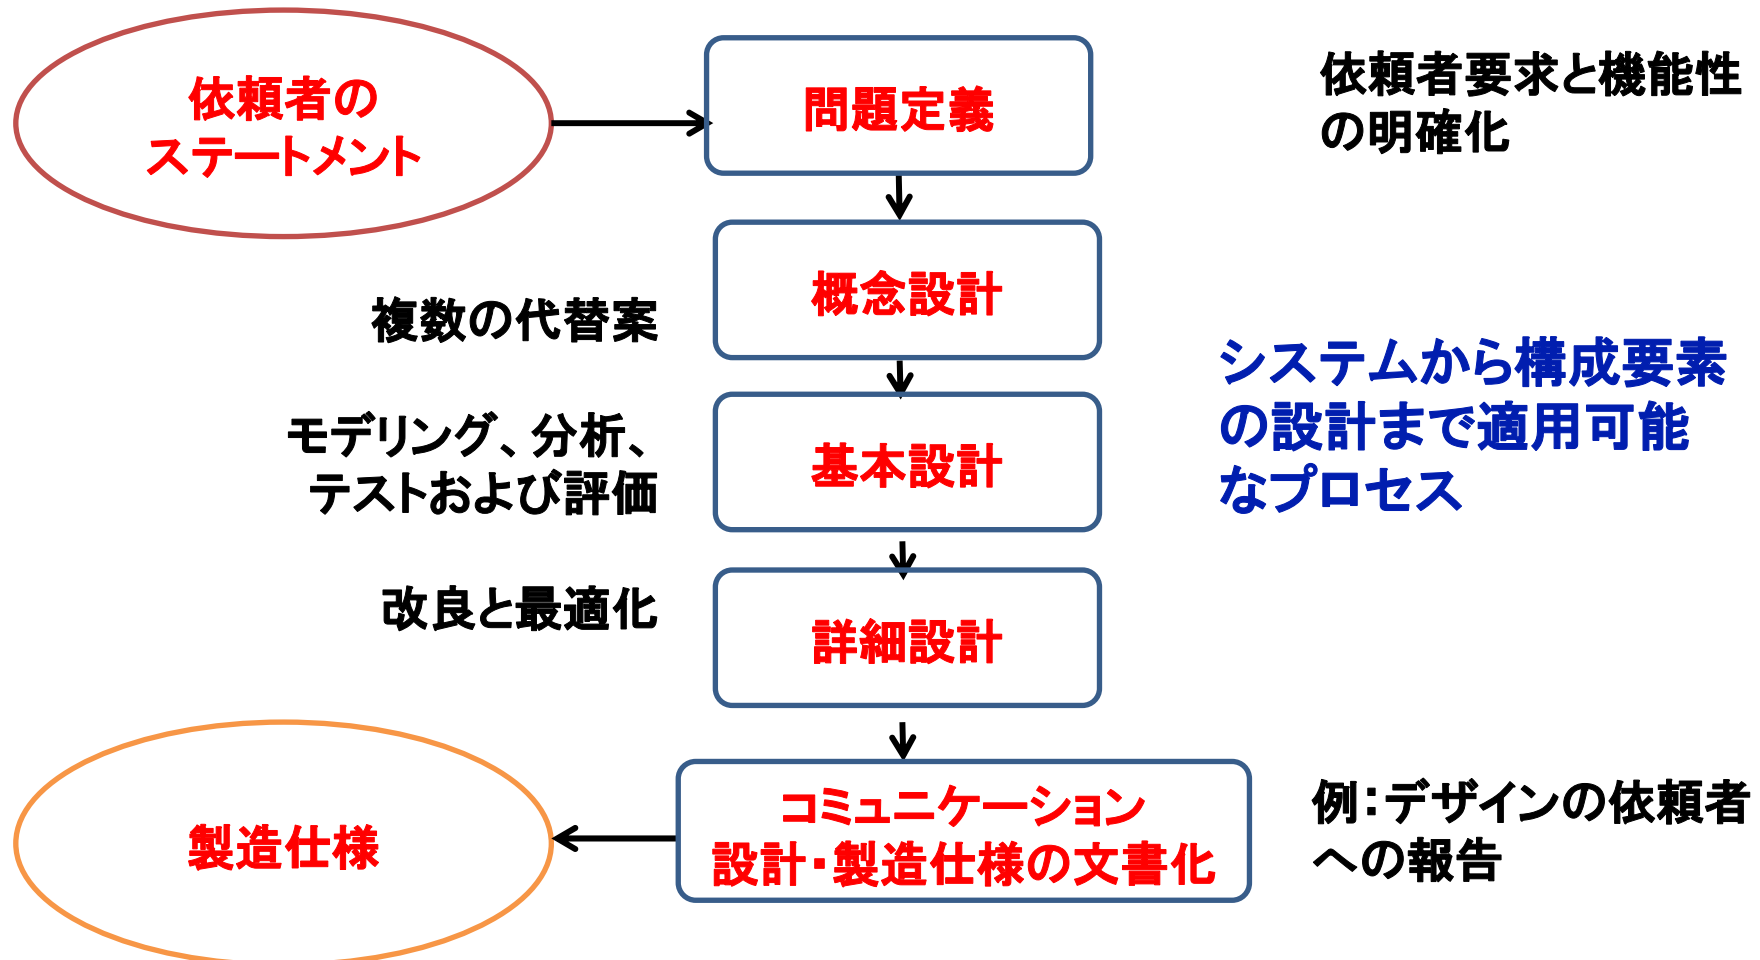 依頼者の
ステートメント
問題定義
依頼者要求と機能性
の明確化
概念設計
複数の代替案
システムから構成要素
の設計まで適用可能
なプロセス
モデリング、分析、
テストおよび評価
基本設計
改良と最適化
詳細設計
コミュニケーション
設計・製造仕様の文書化
例：デザインの依頼者
への報告
製造仕様